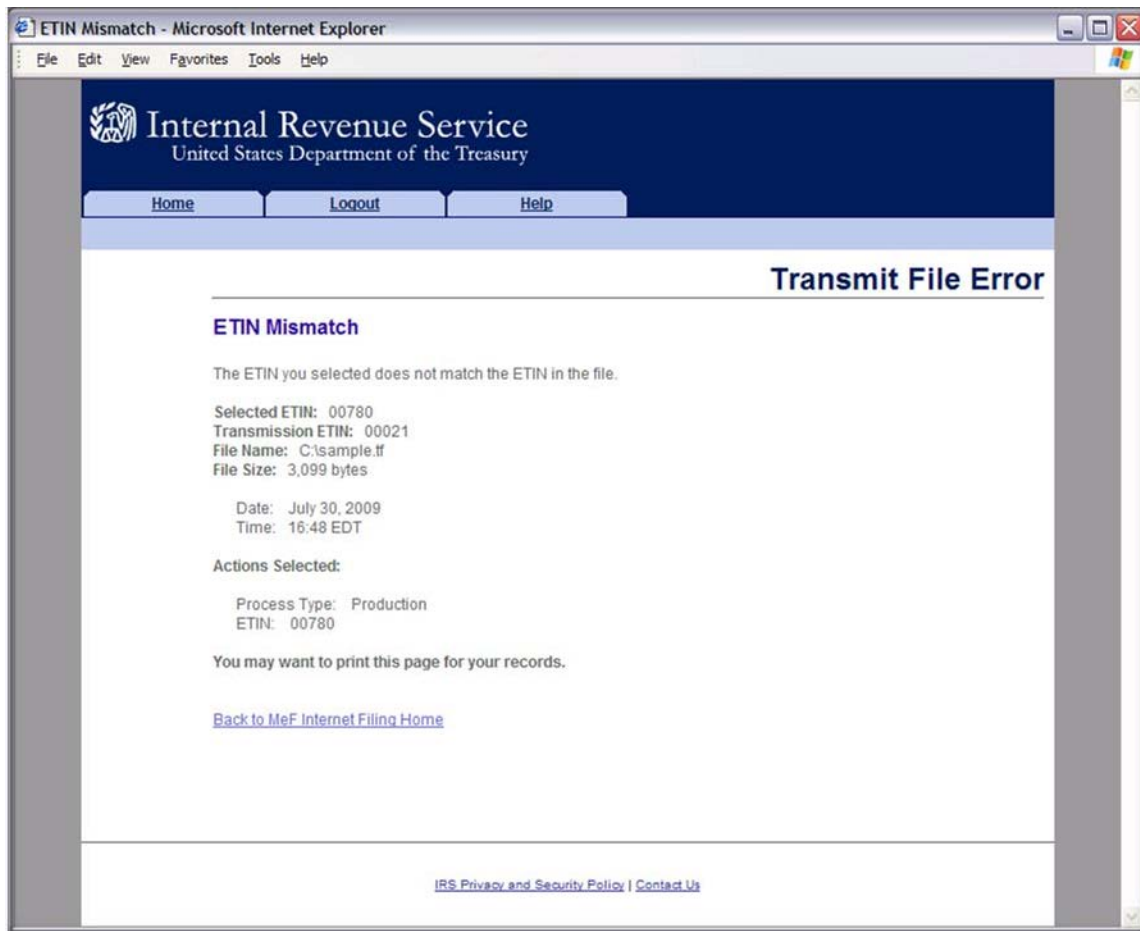 ETIN Mismatch - Microsoft Internet Explorer
File Edit View Favorites Tools Help
Internal Revenue Service
United States Department of the Treasury
Home Logout Help
Transmit File Error
ETIN Mismatch
The ETIN you selected does not match the ETIN in the file.
Selected ETIN: 00780
Transmission ETIN: 00021
File Name: C:\sample.tf
File Size: 3,099 bytes
Date: July 30, 2009
Time: 16:48 EDT
Actions Selected:
Process Type: Production
ETIN: 00780
You may want to print this page for your records.
Back to MeF Internet Filing Home
IRS Privacy and Security Policy | Contact Us